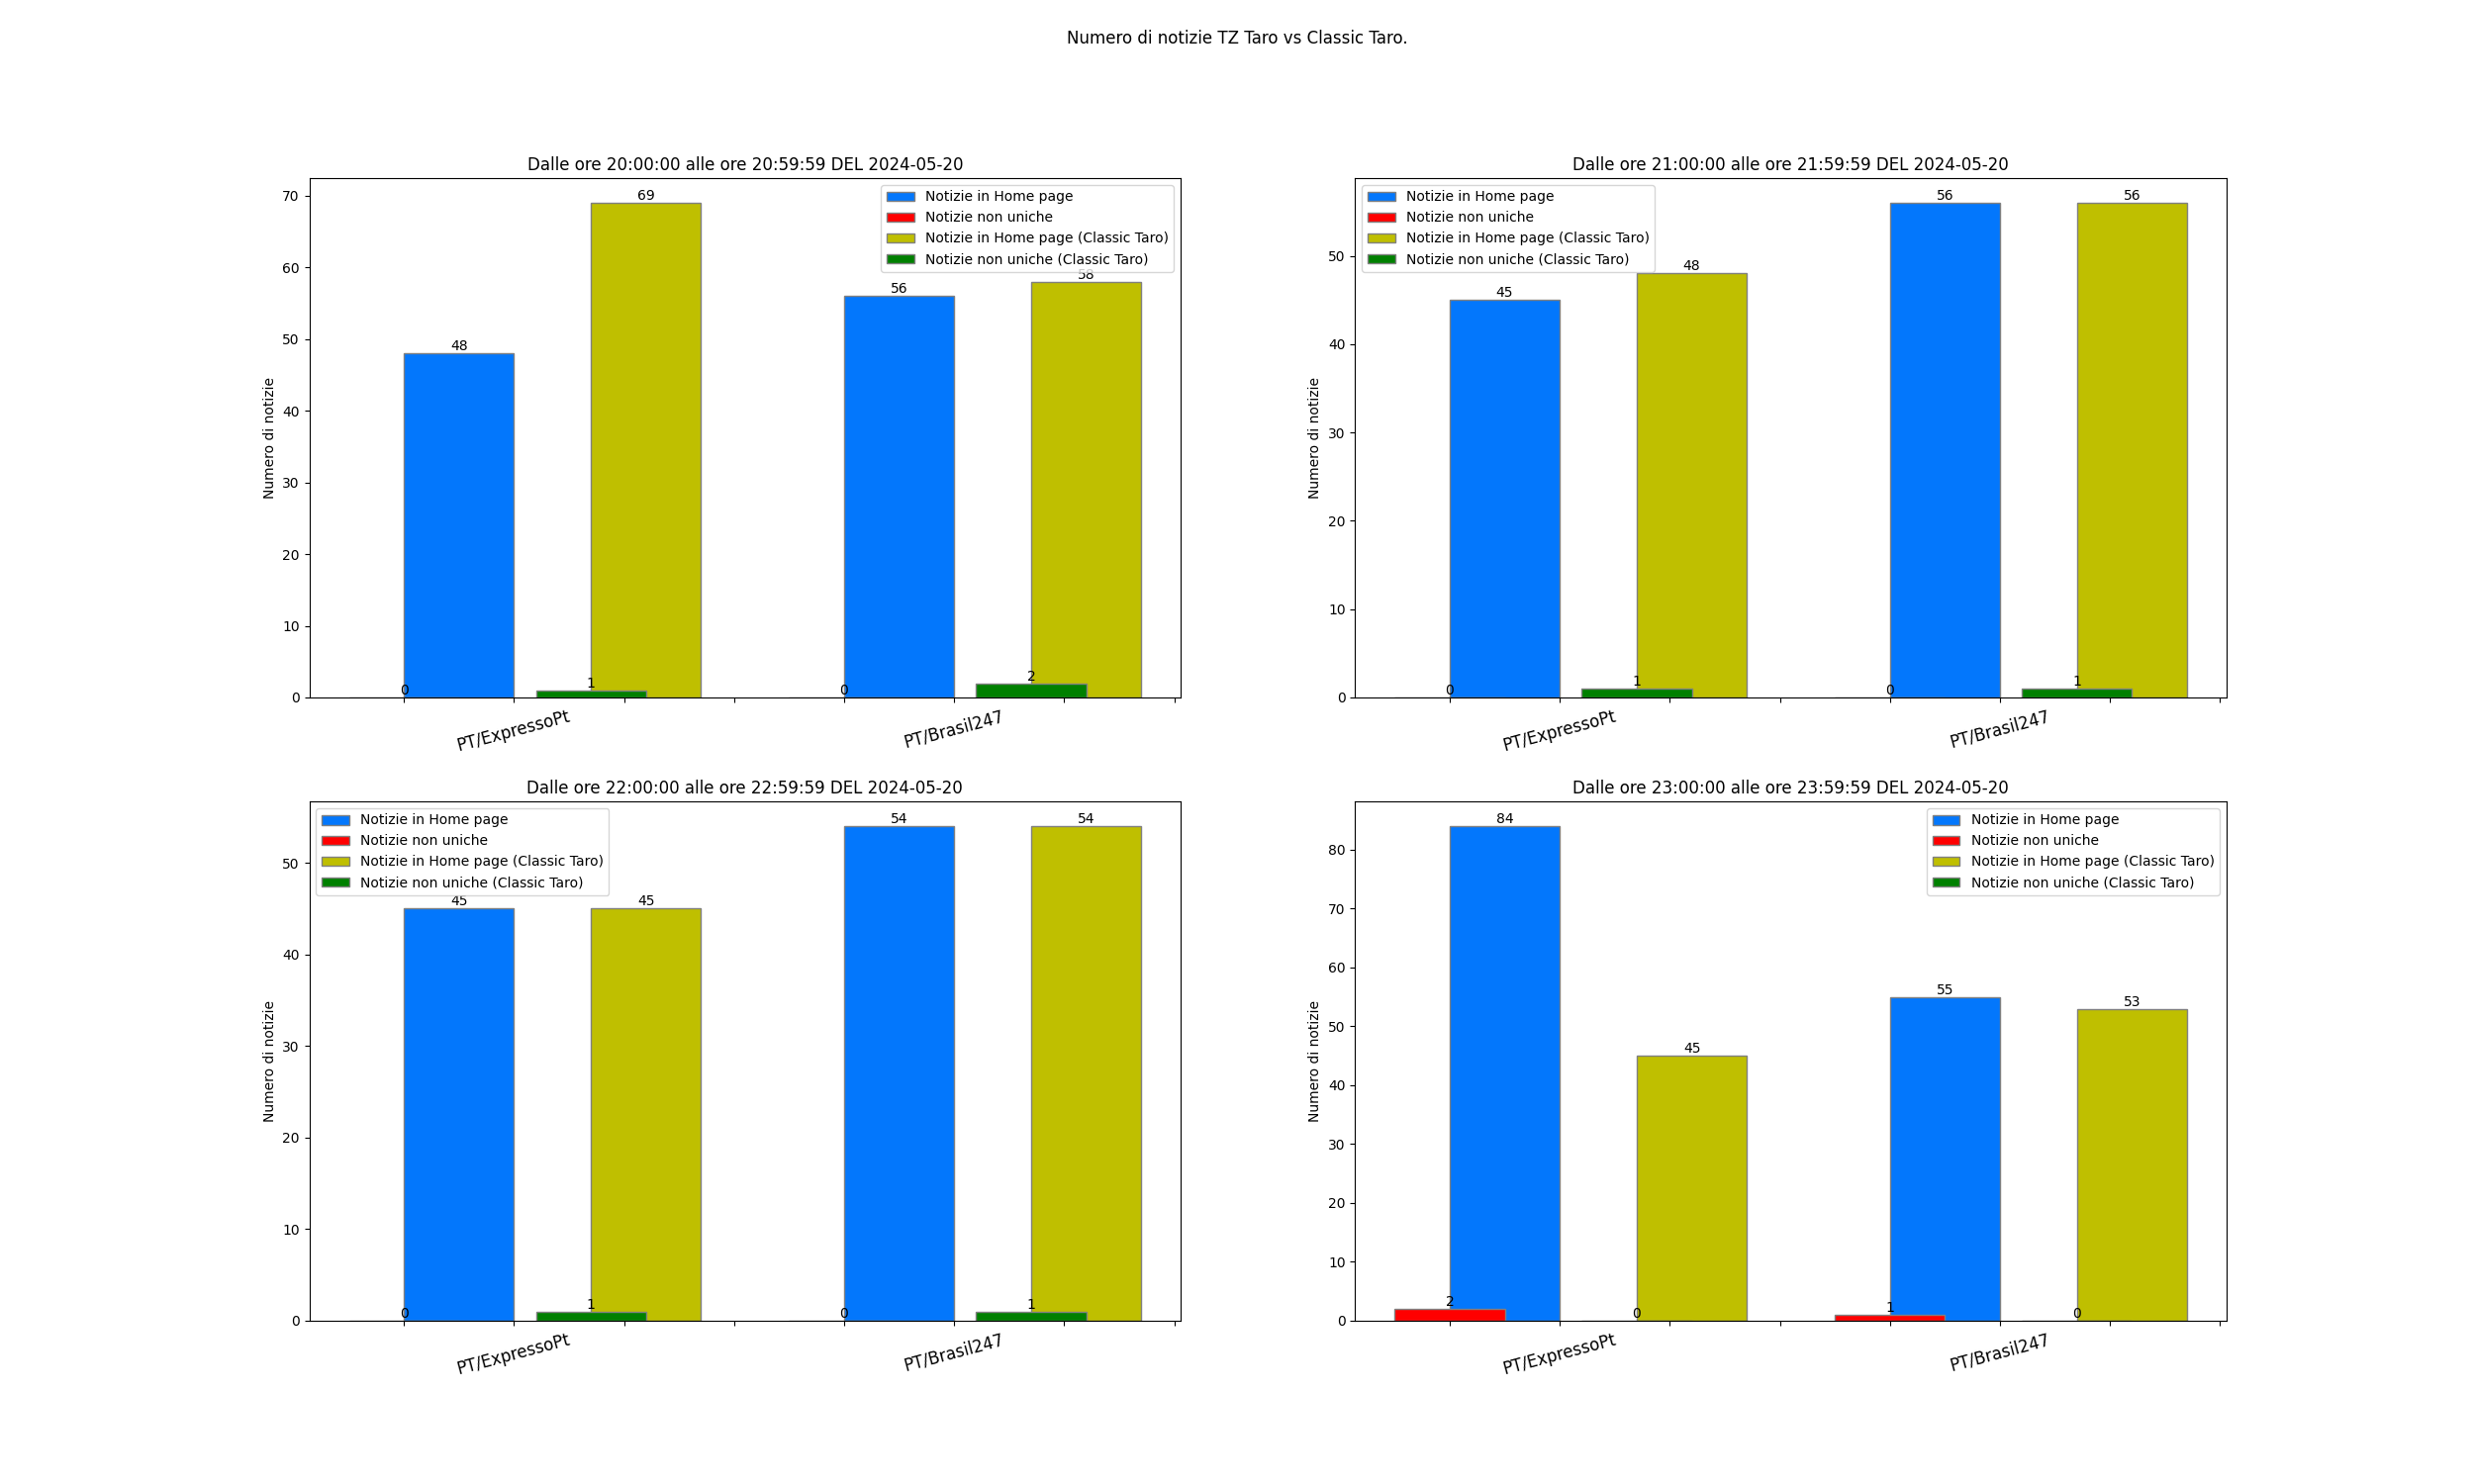 Numero di notizie TZ Taro vs Classic Taro.
Dalle ore 20:00:00 alle ore 20:59:59 DEL 2024-05-20
Notizie in Home page
Notizie non uniche
Notizie in Home page (Classic Taro)
Notizie non uniche (Classic Taro)
Numero di notizie
70
60
50
40
30
20
10
0
69
58
56
48
0
1
0
2
PT/ExpressoPt
PT/Brasil247
Dalle ore 21:00:00 alle ore 21:59:59 DEL 2024-05-20
Notizie in Home page
Notizie non uniche
Notizie in Home page (Classic Taro)
Notizie non uniche (Classic Taro)
Numero di notizie
50
40
30
20
10
0
56
56
48
45
0
1
0
1
PT/ExpressoPt
PT/Brasil247
Dalle ore 22:00:00 alle ore 22:59:59 DEL 2024-05-20
Notizie in Home page
Notizie non uniche
Notizie in Home page (Classic Taro)
Notizie non uniche (Classic Taro)
Numero di notizie
50
40
30
20
10
0
54
54
45
45
0
1
0
1
PT/ExpressoPt
PT/Brasil247
Dalle ore 23:00:00 alle ore 23:59:59 DEL 2024-05-20
Notizie in Home page
Notizie non uniche
Notizie in Home page (Classic Taro)
Notizie non uniche (Classic Taro)
Numero di notizie
80
70
60
50
40
30
20
10
0
84
55
53
45
2
0
1
0
PT/ExpressoPt
PT/Brasil247